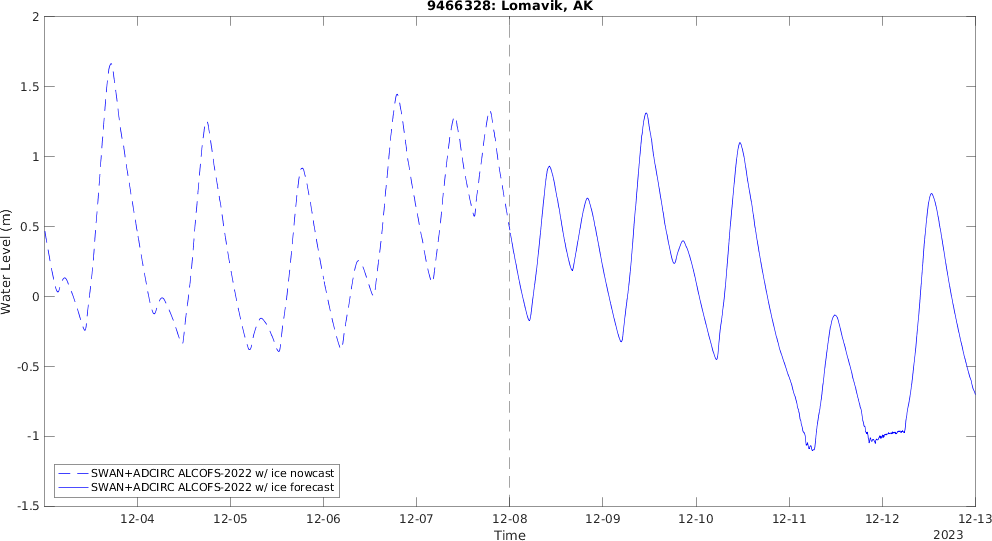 9466328: Lomavik, AK
Water Level (m)
2
1.5
1
0.5
0
-0.5
-1
-1.5
SWAN+ADCIRC ALCOFS-2022 w/ ice nowcast
SWAN+ADCIRC ALCOFS-2022 w/ ice forecast
12-04 12-05 12-06 12-07 12-08 12-09 12-10 12-11 12-12 12-13
Time
2023